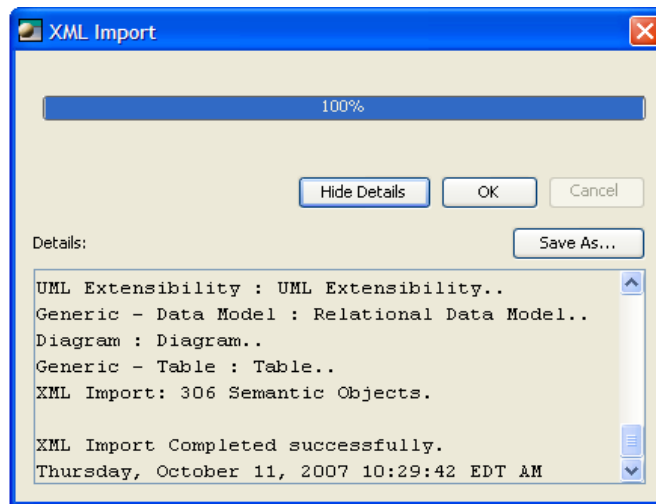 XML Import
100%
Hide Details OK Cancel
Details: Save As...
UML Extensibility : UML Extensibility..
Generic - Data Model : Relational Data Model..
Diagram : Diagram..
Generic - Table : Table..
XML Import: 306 Semantic Objects.
XML Import Completed successfully.
Thursday, October 11, 2007 10:29:42 EDT AM